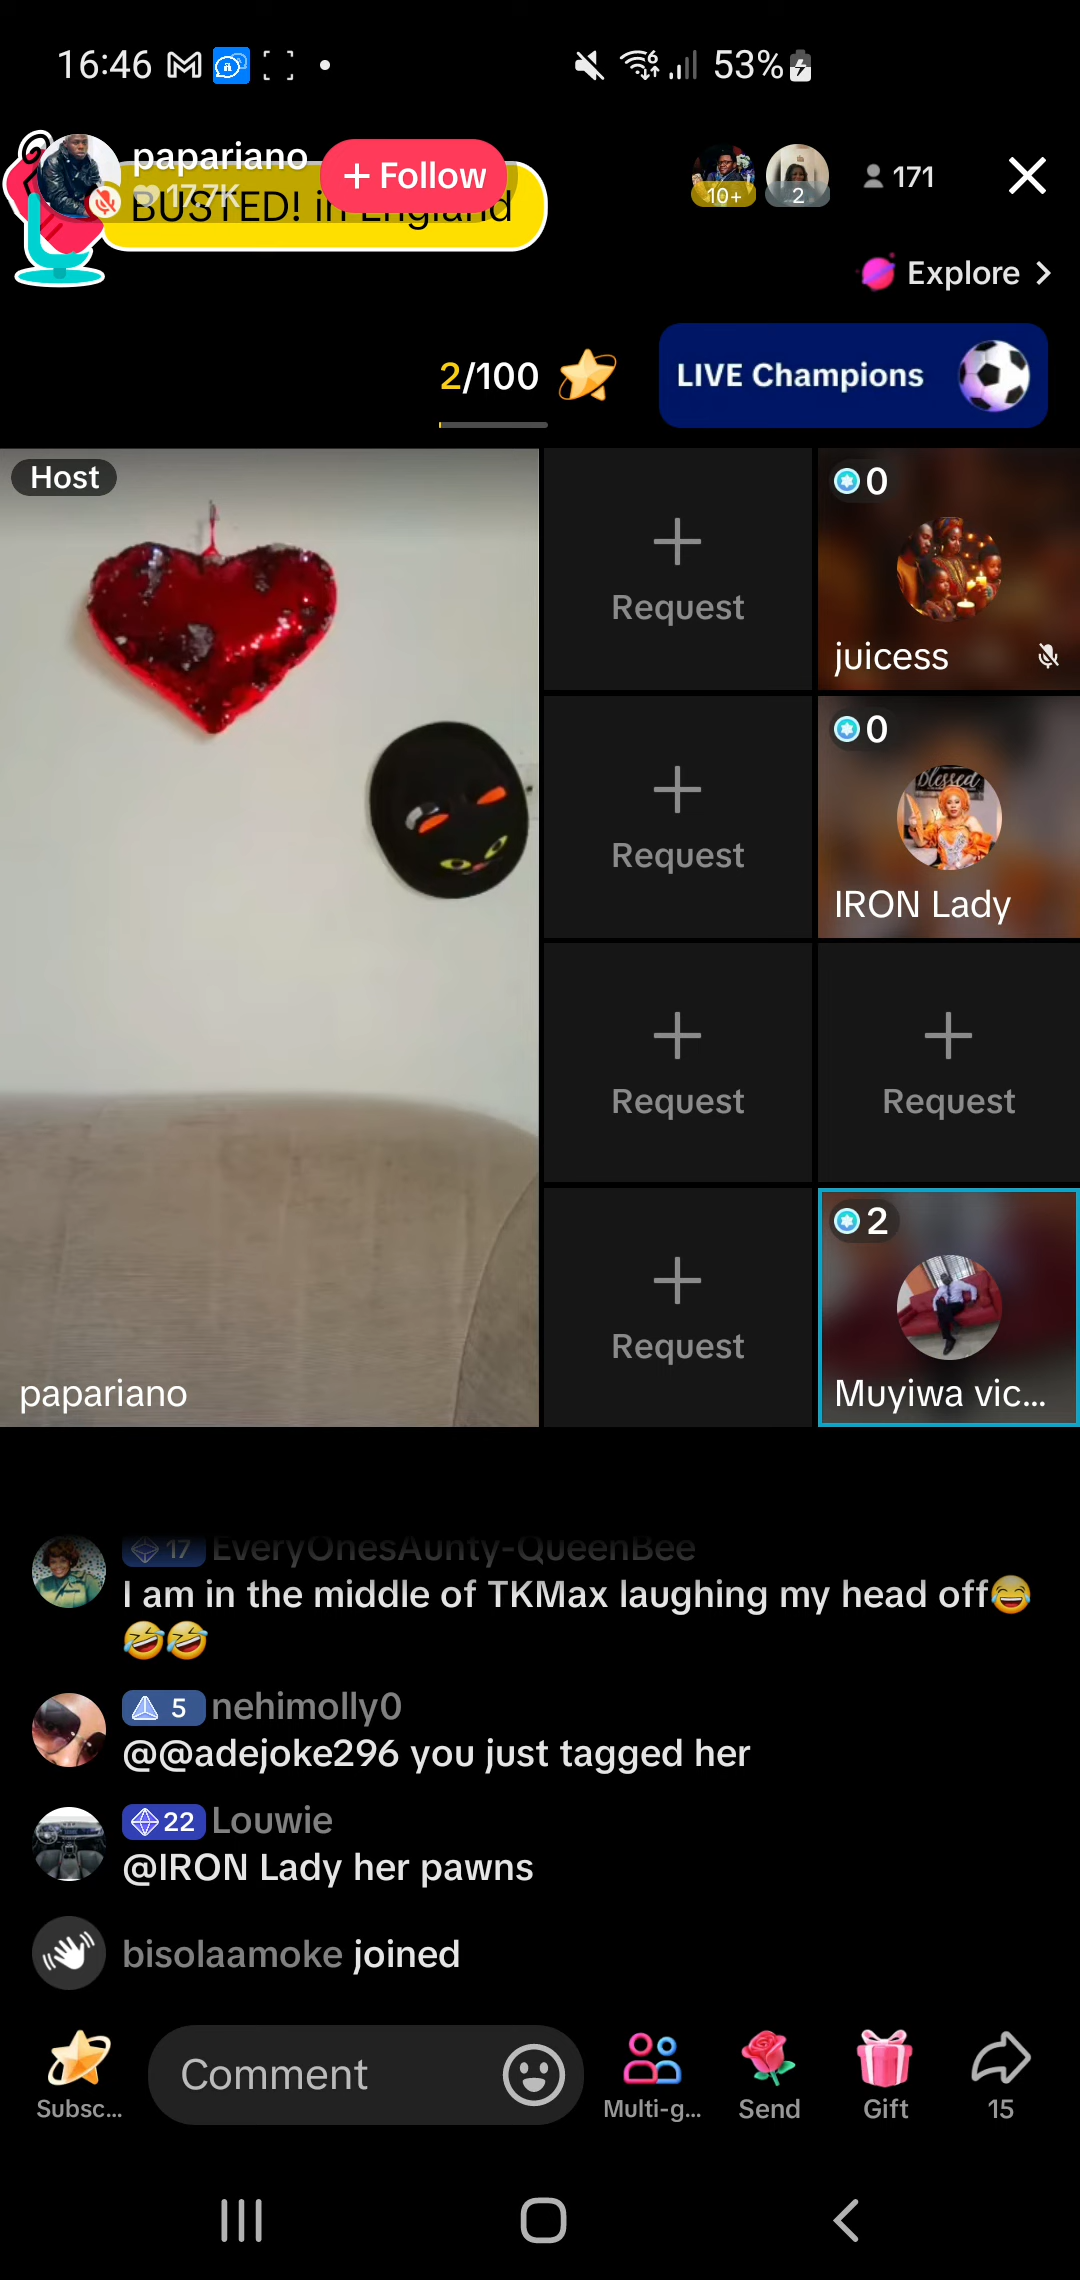 16:46
53%
papariano
+ Follow
17.7K
BUSTED! in England
10+
2
171
Explore
2/100
LIVE Champions
Host
Request
0
juicess
Request
0
Blessed
IRON Lady
Request
Request
Request
2
Muyiwa vic...
papariano
17 EveryOnesAunty-QueenBee
I am in the middle of TKMax laughing my head off😂
🤣🤣
5 nehimolly0
@@adejoke296 you just tagged her
22 Louwie
@IRON Lady her pawns
bisolaamoke joined
Comment
Subsc...
Multi-g...
Send
Gift
15